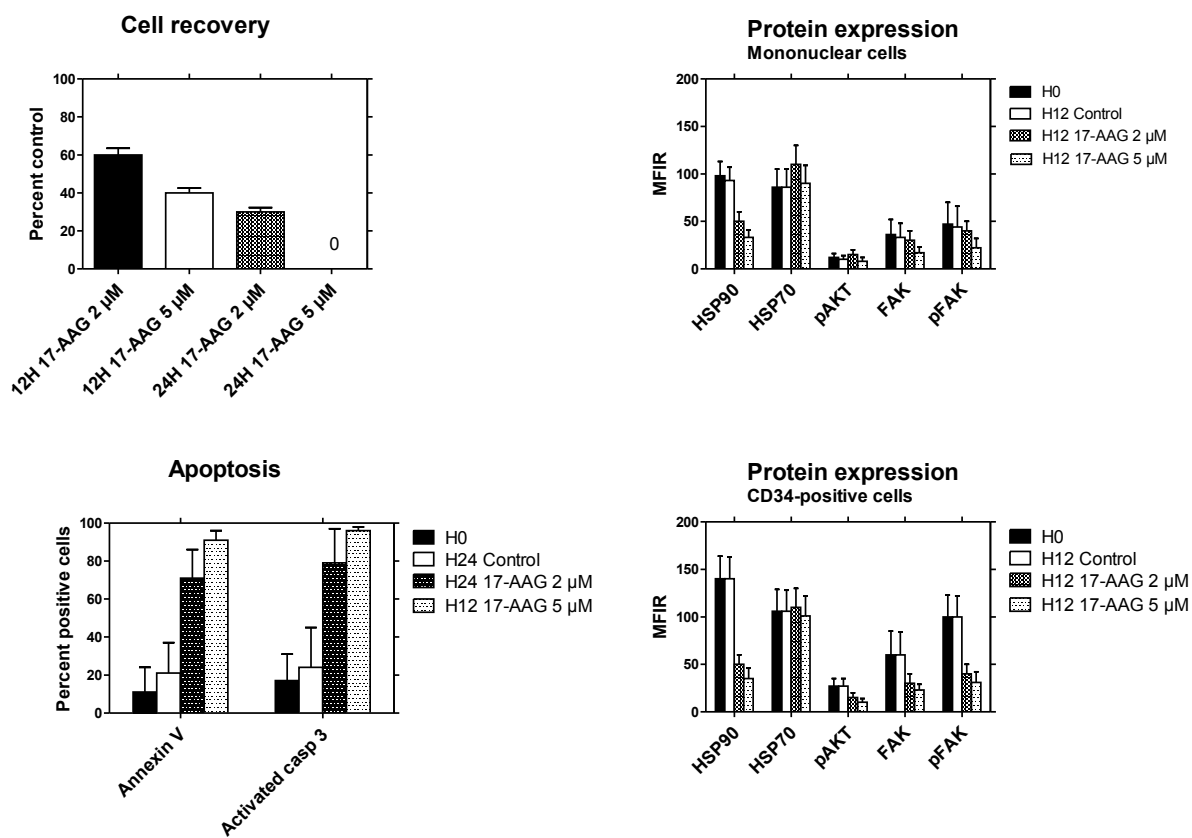 Cell recovery
Percent control
100
80
60
40
20
0
0
12H 17-AAG 2 µM
12H 17-AAG 5 µM
24H 17-AAG 2 µM
24H 17-AAG 5 µM
Protein expression
Mononuclear cells
MFIR
200
150
100
50
0
HSP90
HSP70
pAKT
FAK
pFAK
H0
H12 Control
H12 17-AAG 2 µM
H12 17-AAG 5 µM
Apoptosis
Percent positive cells
100
80
60
40
20
0
Annexin V
Activated casp 3
H0
H24 Control
H24 17-AAG 2 µM
H12 17-AAG 5 µM
Protein expression
CD34-positive cells
MFIR
200
150
100
50
0
HSP90
HSP70
pAKT
FAK
pFAK
H0
H12 Control
H12 17-AAG 2 µM
H12 17-AAG 5 µM